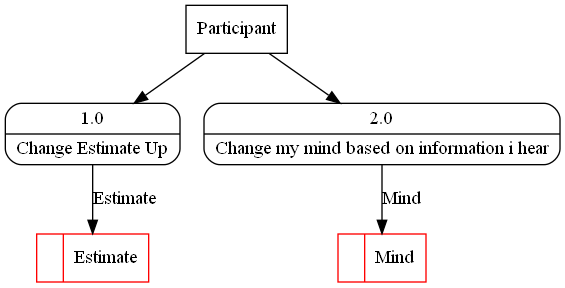 Participant
1.0
2.0
Change Estimate Up
Change my mind based on information i hear
Estimate
Mind
Estimate
Mind